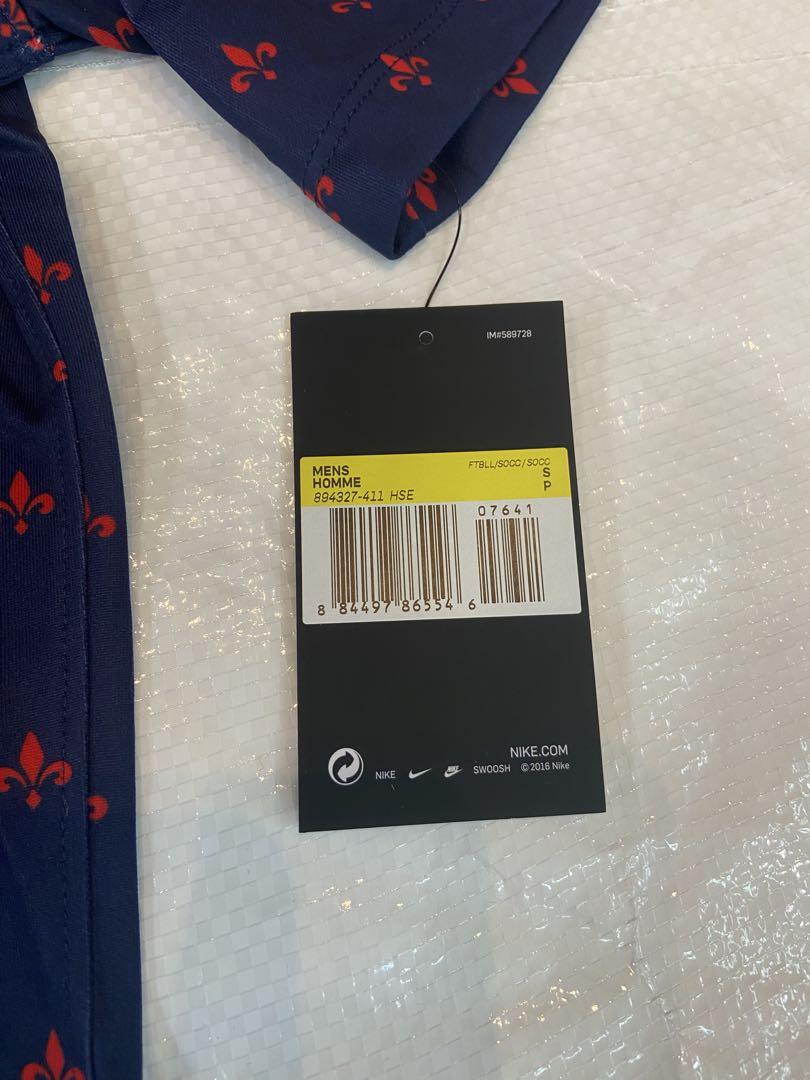 IM#589728
MENS
HOMME
894327-411 HSE
FTBLL/SOCC/SOCC
S
P
07641
8 84497 86554 6
NIKE.COM
NIKE SWOOSH © 2016 Nike